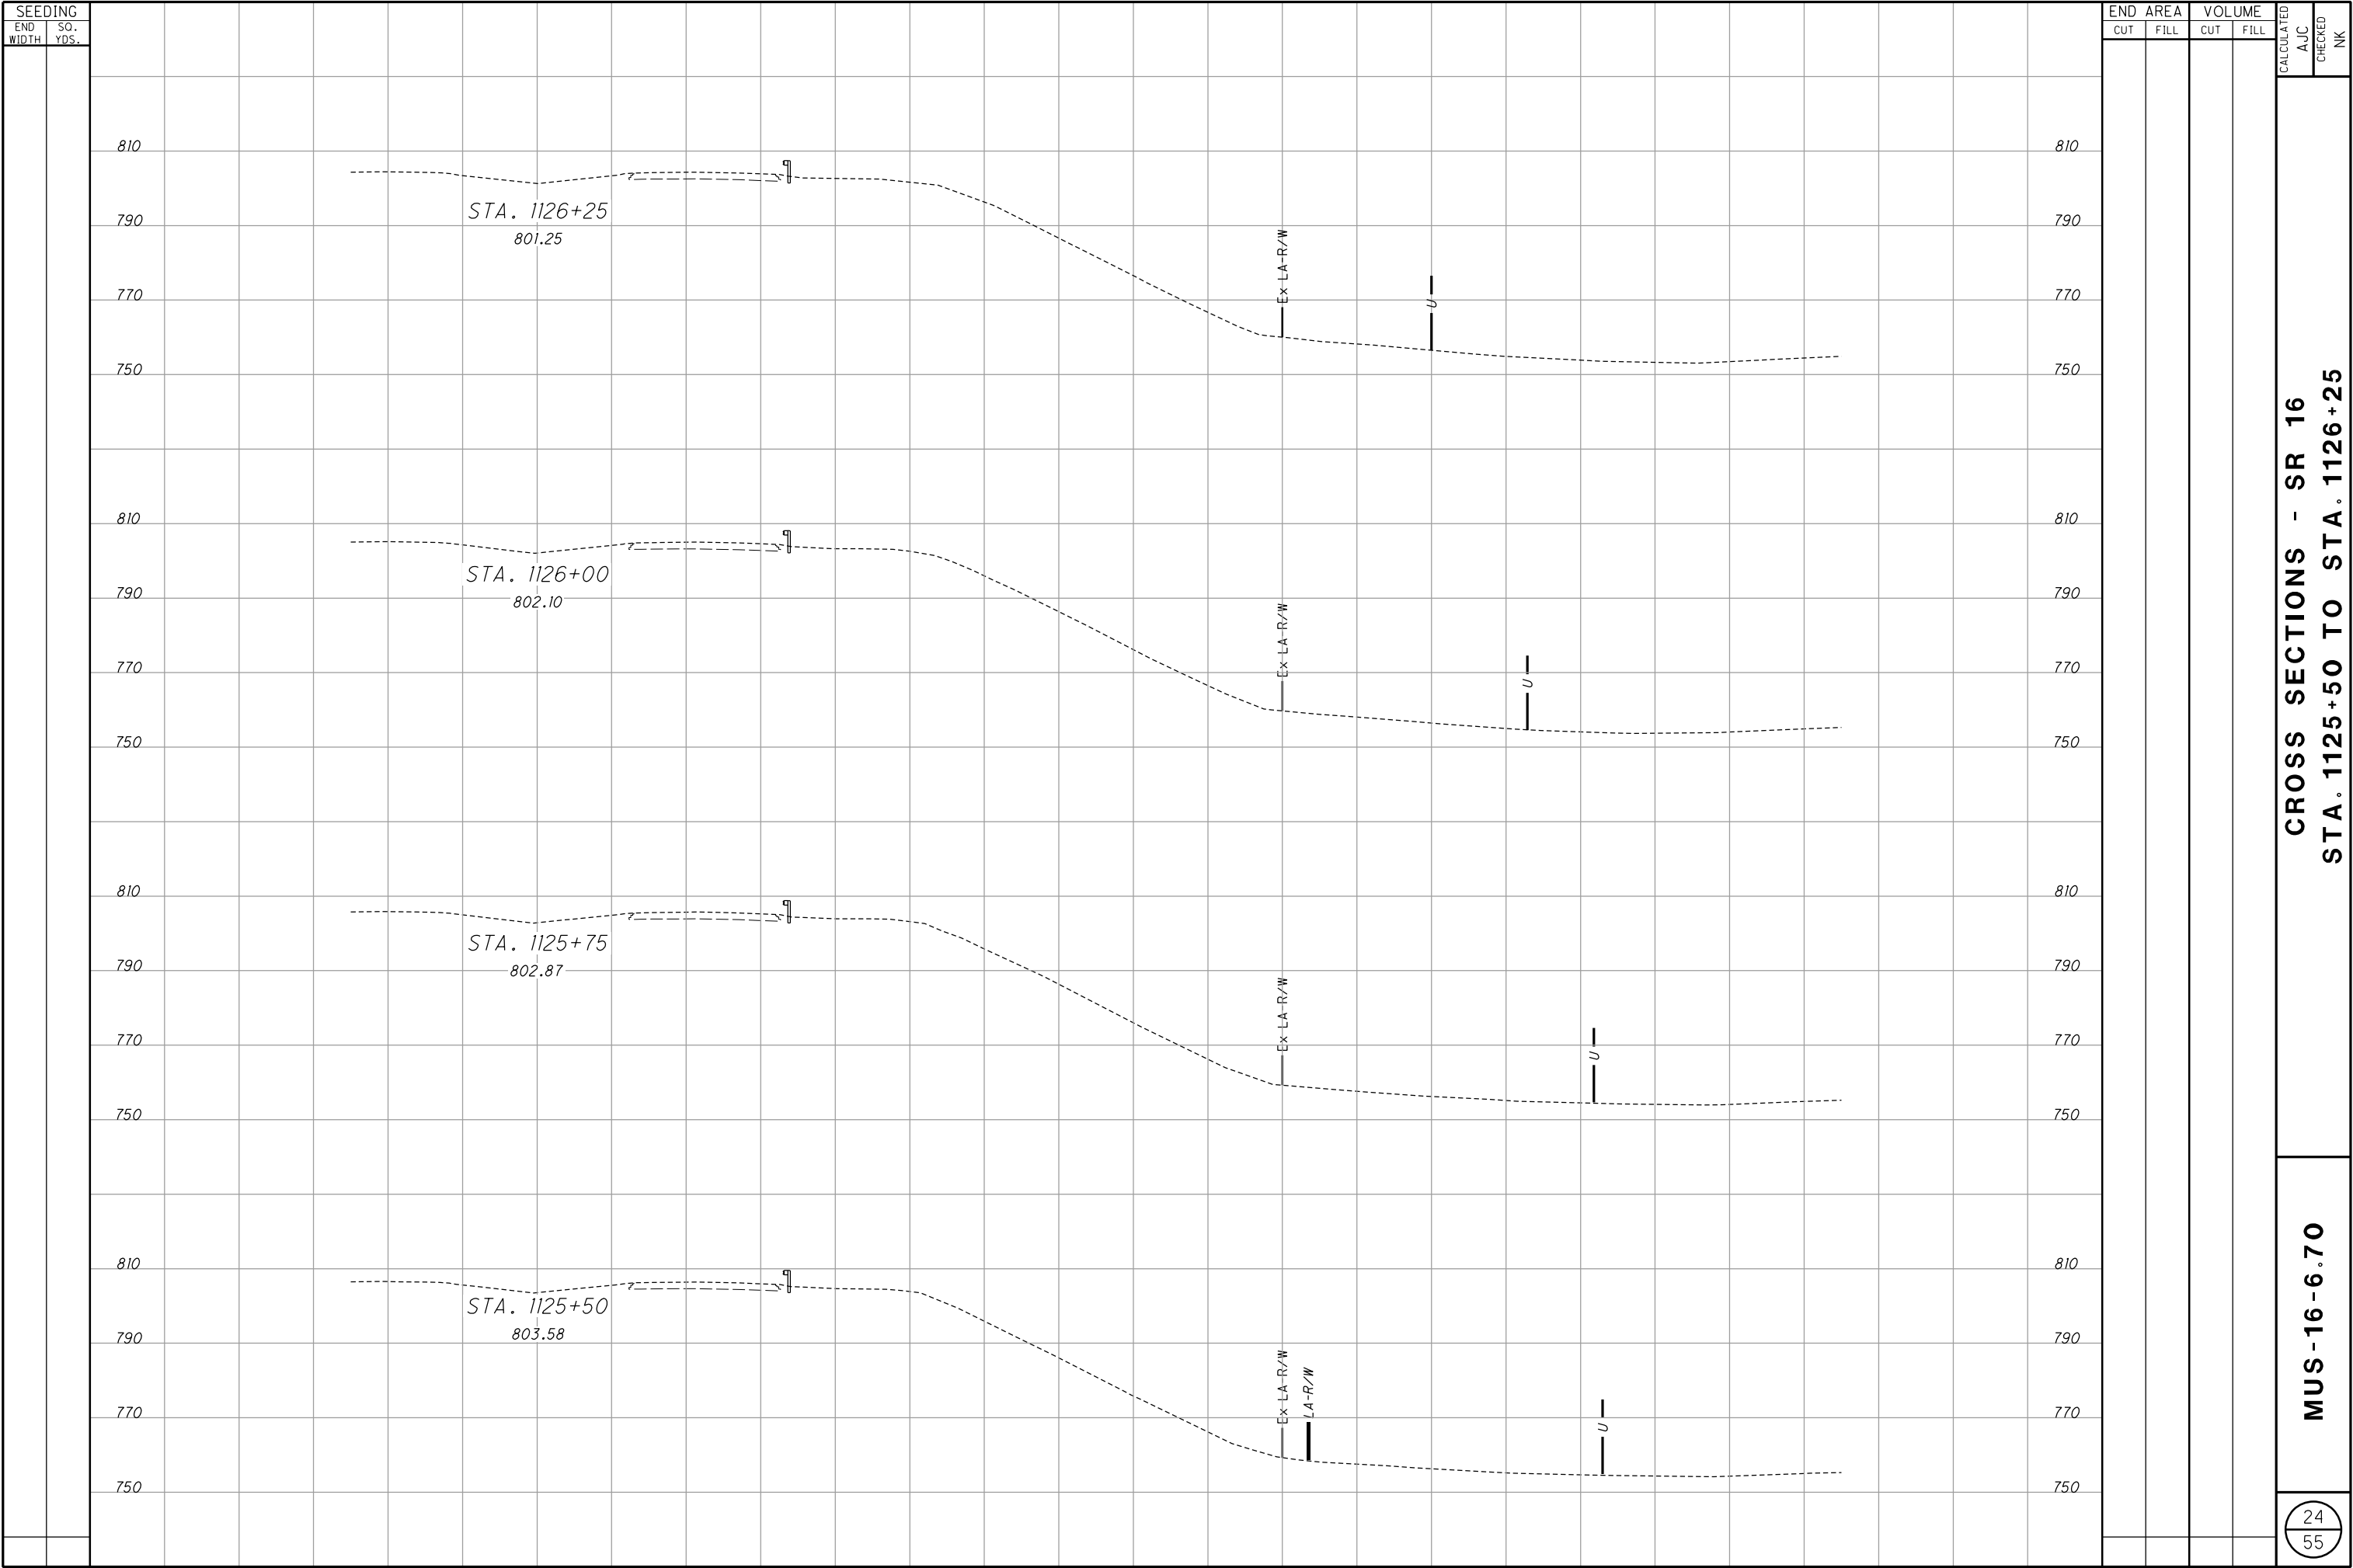 SEEDING
END WIDTH
SQ. YDS.
END AREA
VOLUME
CUT
FILL
CUT
FILL
CALCULATED
AJC
CHECKED
NK
810
810
STA. 1126+25
790
801.25
790
Ex LA-R/W
770
U
770
750
750
810
810
STA. 1126+00
790
802.10
790
Ex LA-R/W
770
U
770
750
750
810
810
STA. 1125+75
790
802.87
790
Ex LA-R/W
770
U
770
750
750
810
810
STA. 1125+50
790
803.58
790
Ex LA-R/W
LA-R/W
770
U
770
750
750
CROSS SECTIONS - SR 16
STA. 1125+50 TO STA. 1126+25
MUS-16-6.70
24
55